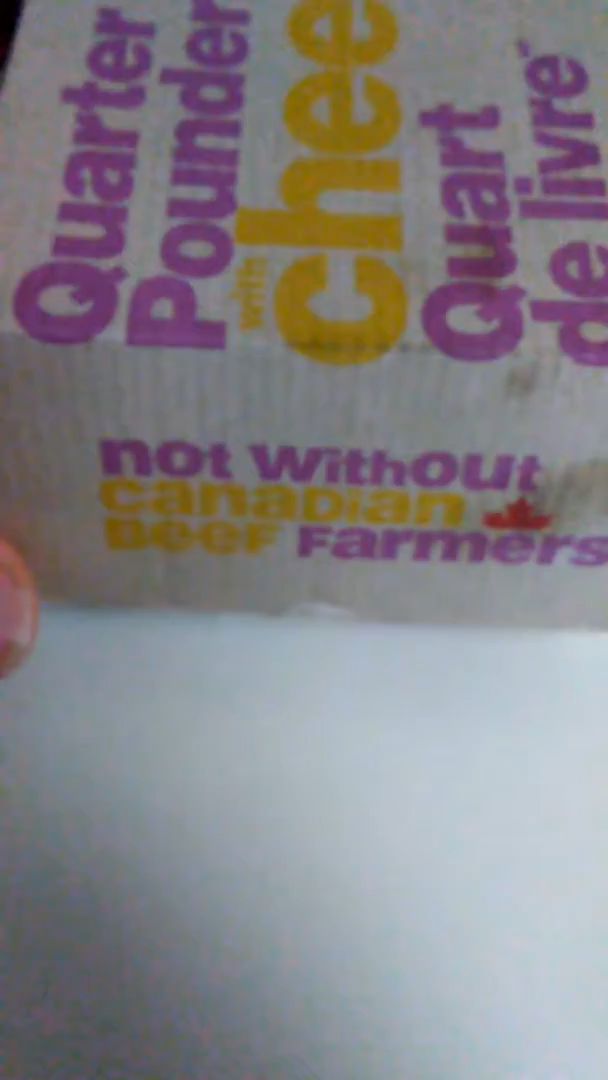 Quarter
Pounder
with
chee
Quart
de livre
not without
canadian
Beef Farmers